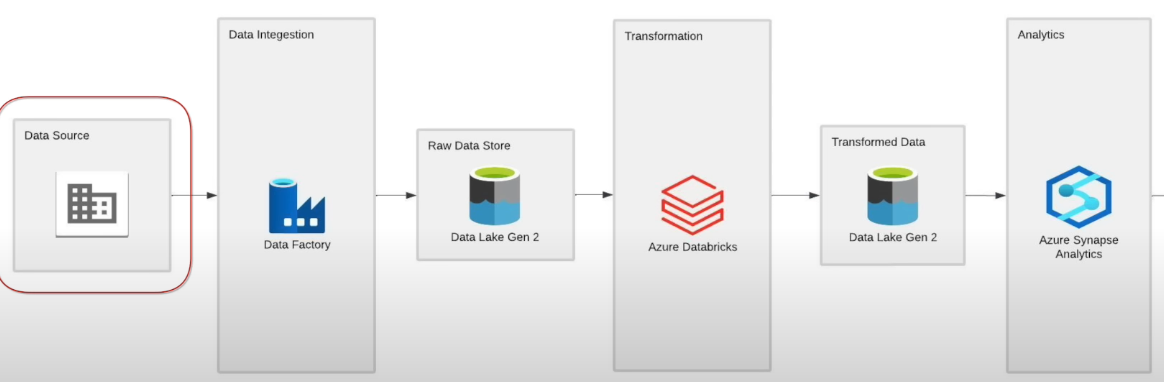 Data Source
Data Integestion
Data Factory
Raw Data Store
Data Lake Gen 2
Transformation
Azure Databricks
Transformed Data
Data Lake Gen 2
Analytics
Azure Synapse
Analytics